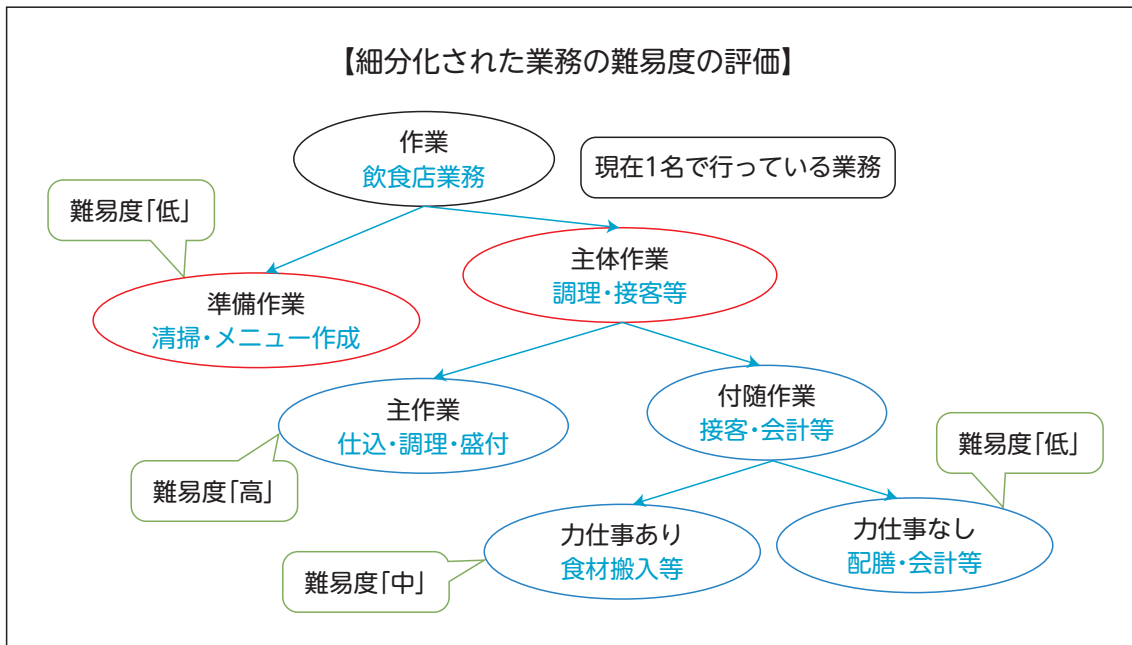 【細分化された業務の難易度の評価】
作業
飲食店業務
現在1名で行っている業務
難易度「低」
主体作業
調理・接客等
準備作業
清掃・メニュー作成
主作業
仕込・調理・盛付
付随作業
接客・会計等
難易度「低」
難易度「高」
力仕事あり
食材搬入等
力仕事なし
配膳・会計等
難易度「中」